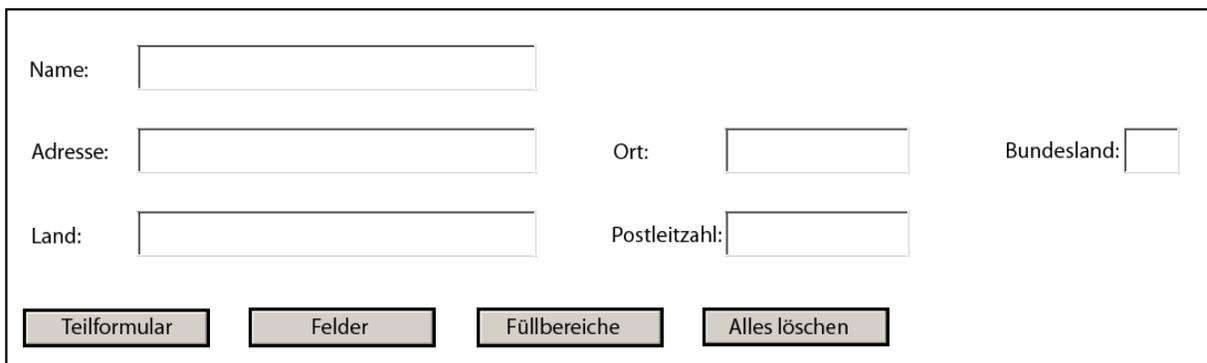 Name:
Adresse: Ort: Bundesland:
Land: Postleitzahl:
Teilformular Felder Füllbereiche Alles löschen